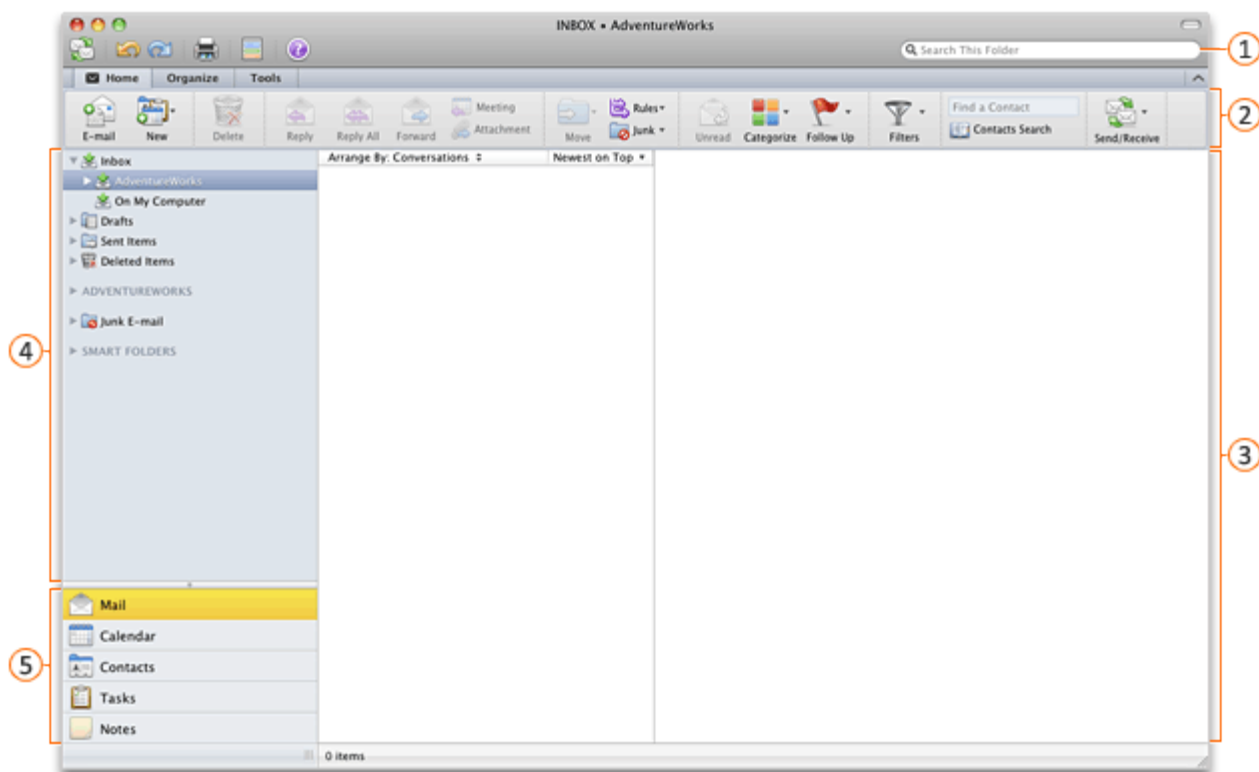 INBOX • AdventureWorks
Search This Folder
1
Home Organize Tools
E-mail New Delete Reply Reply All Forward Meeting Attachment Move Rules Junk Unread Categorize Follow Up Filters Find a Contact Contacts Search Send/Receive
2
Inbox
Arrange By: Conversations Newest on Top
AdventureWorks
On My Computer
Drafts
Sent Items
Deleted Items
ADVENTUREWORKS
Junk E-mail
SMART FOLDERS
4
3
Mail
Calendar
Contacts
5
Tasks
Notes
0 items